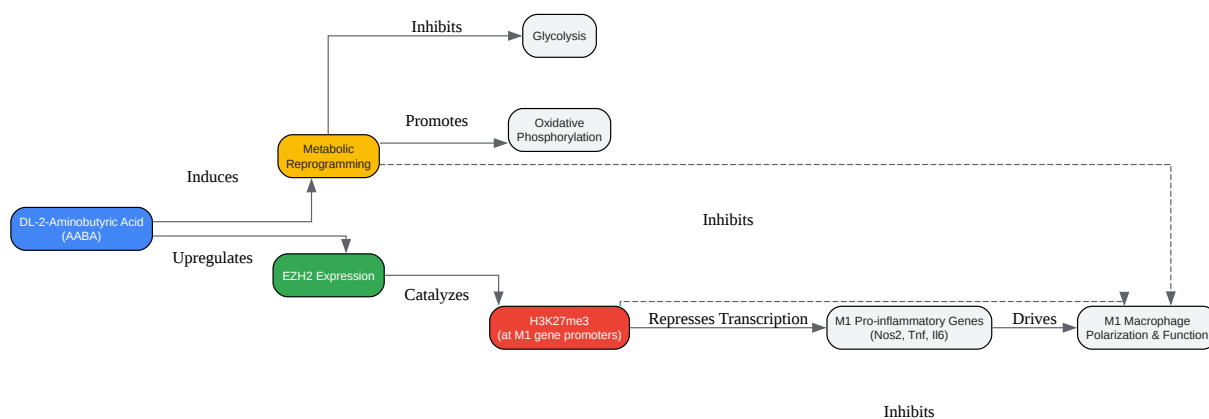 Inhibits
Glycolysis
Promotes
Oxidative
Phosphorylation
Metabolic
Reprogramming
Induces
DL-2-Aminobutyric Acid
(AABA)
Inhibits
Upregulates
EZH2 Expression
Catalyzes
H3K27me3
(at M1 gene promoters)
Represses Transcription
M1 Pro-inflammatory Genes
(Nos2, Tnf, Il6)
Drives
M1 Macrophage
Polarization & Function
Inhibits